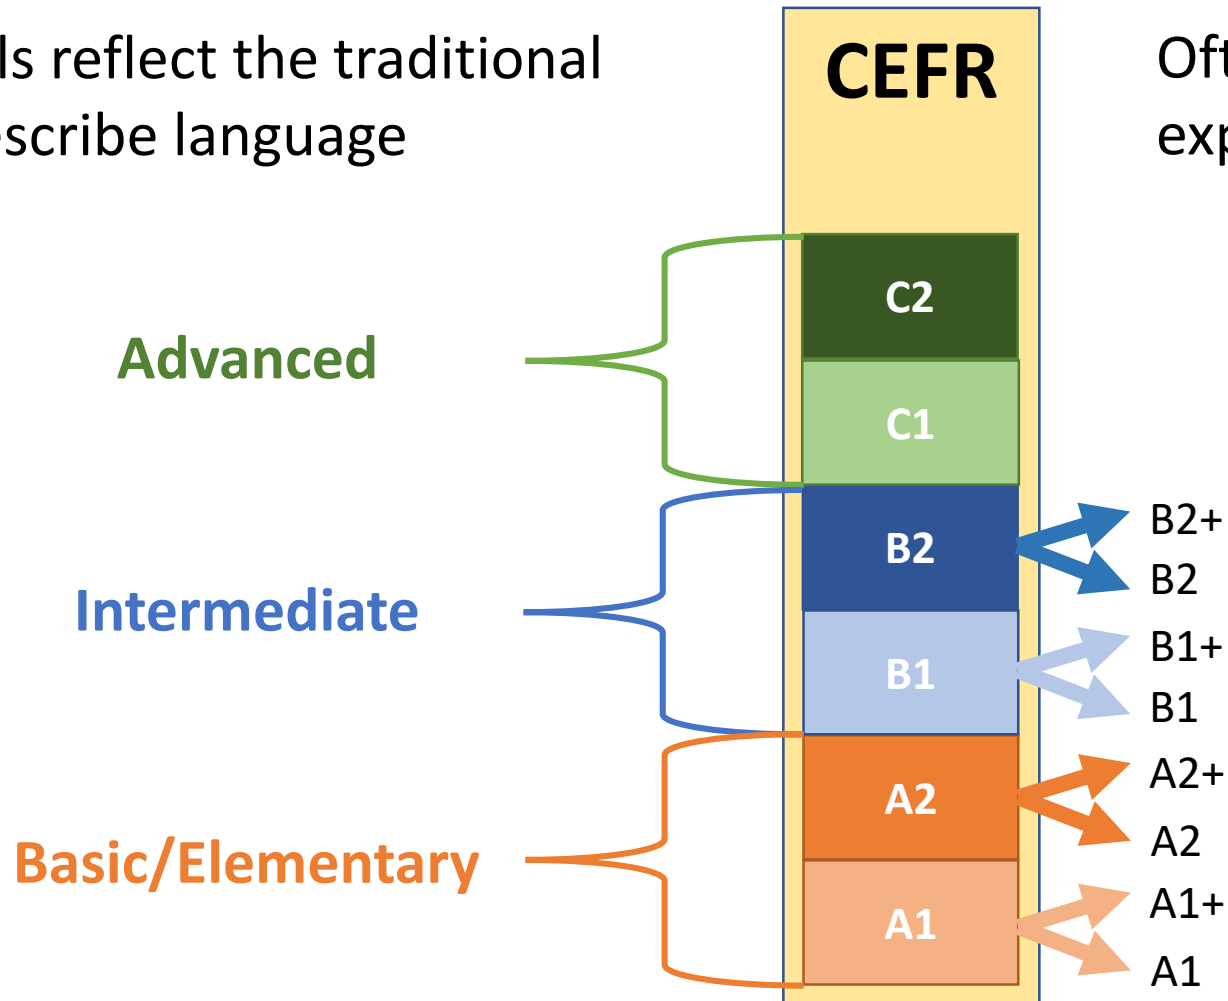 ls reflect the traditional
scribe language
CEFR
Oft
exp
Advanced
C2
C1
Intermediate
B2
B1
B2+
B2
B1+
B1
Basic/Elementary
A2
A1
A2+
A2
A1+
A1